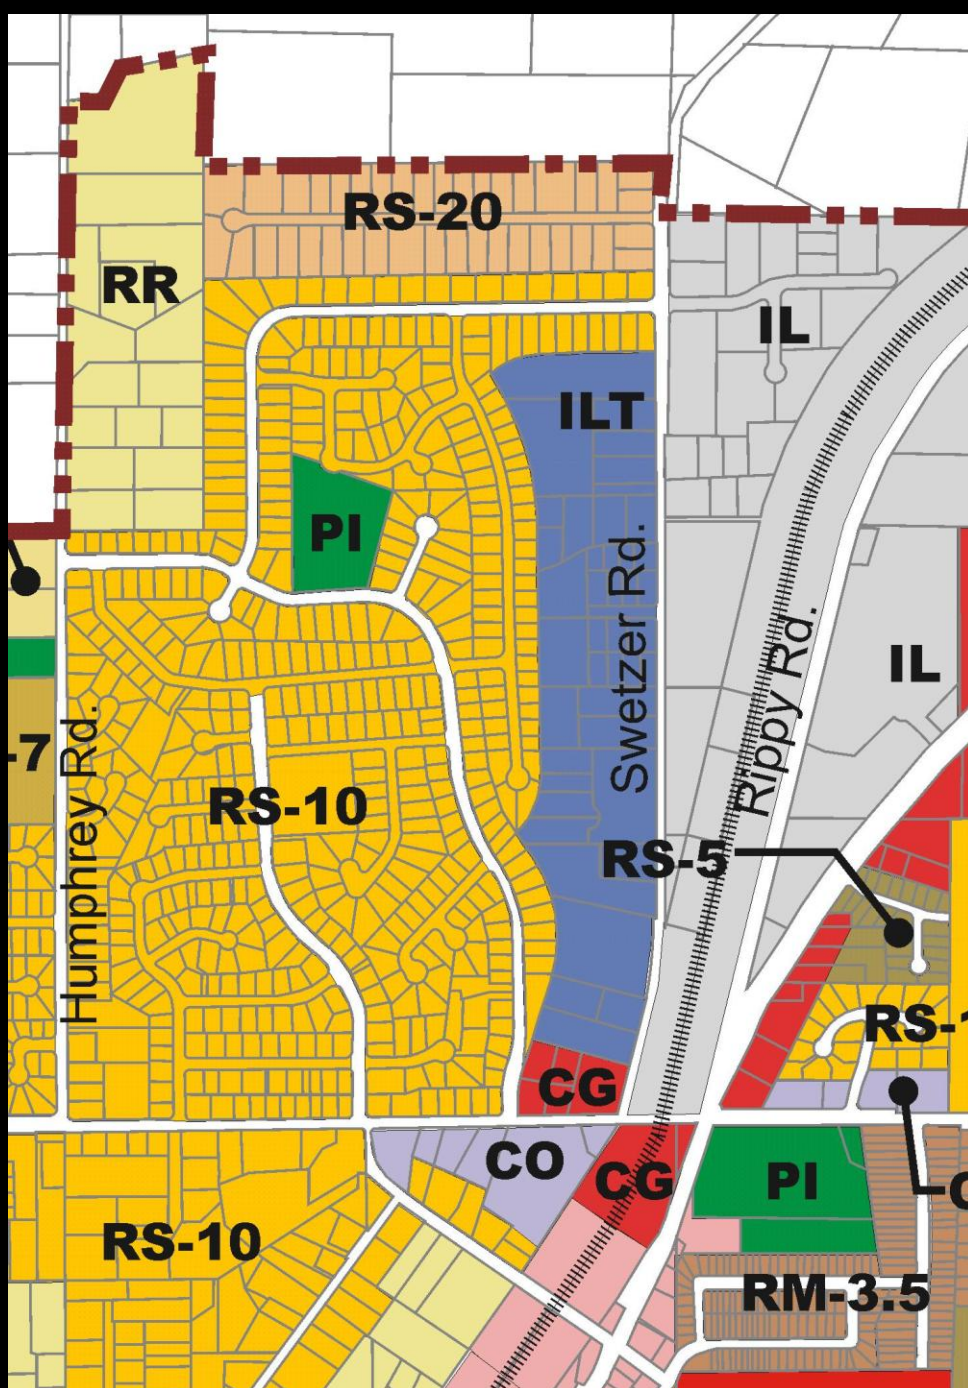 RS-20
RR
IL
ILT
PI
Swetzer Rd.
Rippy Rd.
IL
-7
Humphrey Rd.
RS-10
RS-5
RS-1
CG
CO
CG
PI
C
RS-10
RM-3.5